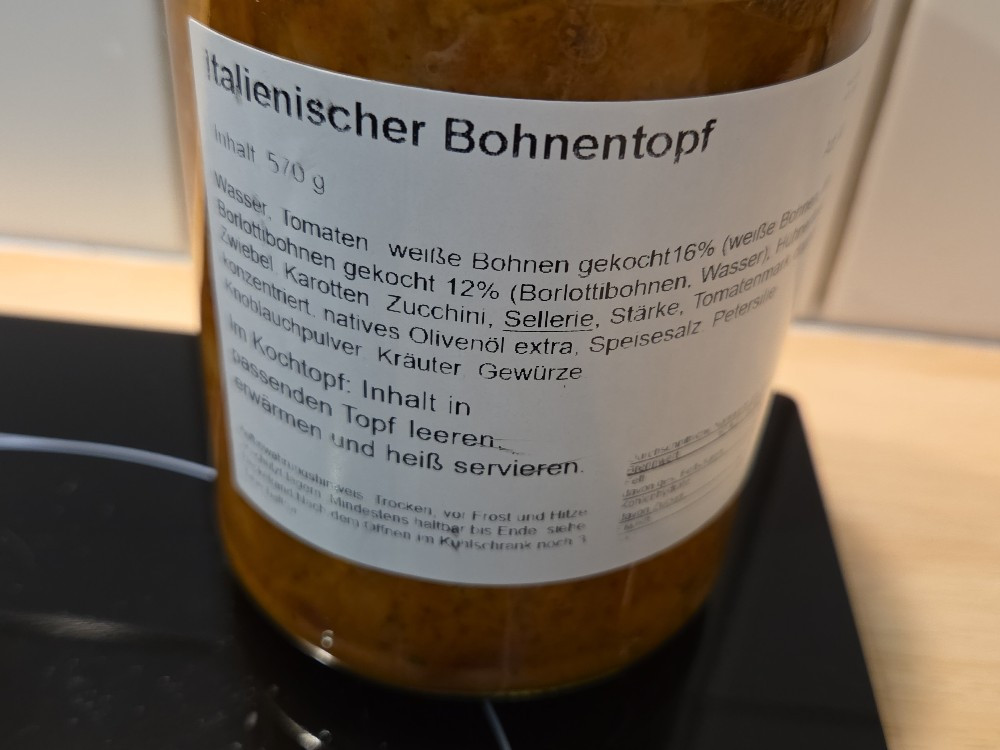 Italienischer Bohnentopf
Inhalt 570 g
Wasser, Tomaten weiße Bohnen gekocht16% (weiße
Borlottibohnen gekocht 12% (Borlottibohnen, Wasser),
Zwiebel Karotten Zucchini, Sellerie, Stärke, Tomatenmark
konzentriert, natives Olivenöl extra, Speisesalz Petersilie
Knoblauchpulver Kräuter Gewürze
Im Kochtopf: Inhalt in
passenden Topf leeren,
erwärmen und heiß servieren.
Trocken, vor Frost und Hitze
lagern Mindestens haltbar bis Ende siehe
Nach dem Öffnen im Kühlschrank noch 3